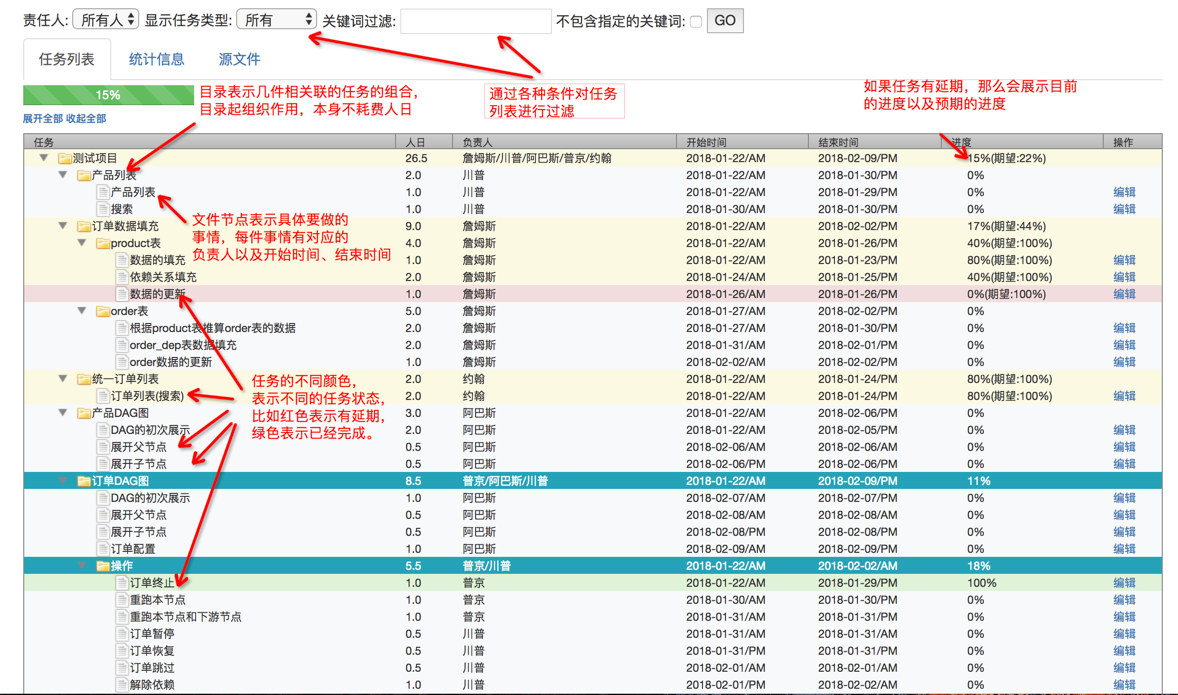 责任人: 所有人 显示任务类型: 所有 关键词过滤: 不包含指定的关键词: GO
任务列表 统计信息 源文件
15%
目录表示几件相关联的任务的组合，
目录起组织作用，本身不耗费人日
通过各种条件对任务
列表进行过滤
如果任务有延期，那么会展示目前
的进度以及预期的进度
展开全部 收起全部
任务 人日 负责人 开始时间 结束时间 进度 操作
测试项目 26.5 詹姆斯/川普/阿巴斯/普京/约翰 2018-01-22/AM 2018-02-09/PM 15%(期望:22%)
产品列表 2.0 川普 2018-01-22/AM 2018-01-30/PM 0%
产品列表 1.0 川普 2018-01-22/AM 2018-01-29/PM 0% 编辑
搜索 1.0 川普 2018-01-30/AM 2018-01-30/PM 0% 编辑
文件节点表示具体要做的
事情，每件事情有对应的
负责人以及开始时间、结束时间
订单数据填充 9.0 詹姆斯 2018-01-22/AM 2018-02-02/PM 17%(期望:44%)
product表 4.0 詹姆斯 2018-01-22/AM 2018-01-26/PM 40%(期望:100%)
数据的填充 1.0 詹姆斯 2018-01-22/AM 2018-01-23/PM 80%(期望:100%) 编辑
依赖关系填充 2.0 詹姆斯 2018-01-24/AM 2018-01-25/PM 40%(期望:100%) 编辑
数据的更新 1.0 詹姆斯 2018-01-26/AM 2018-01-26/PM 0%(期望:100%) 编辑
order表 5.0 詹姆斯 2018-01-27/AM 2018-02-02/PM 0%
根据product表推算order表的数据 2.0 詹姆斯 2018-01-27/AM 2018-01-30/PM 0% 编辑
order_dep表数据填充 2.0 詹姆斯 2018-01-31/AM 2018-02-01/PM 0% 编辑
order数据的更新 1.0 詹姆斯 2018-02-02/AM 2018-02-02/PM 0% 编辑
统一订单列表 2.0 约翰 2018-01-22/AM 2018-01-24/PM 80%(期望:100%)
订单列表(搜索) 2.0 约翰 2018-01-22/AM 2018-01-24/PM 80%(期望:100%) 编辑
任务的不同颜色，
表示不同的任务状态，
比如红色表示有延期，
绿色表示已经完成。
产品DAG图 3.0 阿巴斯 2018-01-22/AM 2018-02-06/PM 0%
DAG的初次展示 2.0 阿巴斯 2018-01-22/AM 2018-02-05/PM 0% 编辑
展开父节点 0.5 阿巴斯 2018-02-06/AM 2018-02-06/AM 0% 编辑
展开子节点 0.5 阿巴斯 2018-02-06/PM 2018-02-06/PM 0% 编辑
订单DAG图 8.5 普京/阿巴斯/川普 2018-01-22/AM 2018-02-09/PM 11%
DAG的初次展示 1.0 阿巴斯 2018-02-07/AM 2018-02-07/PM 0% 编辑
展开父节点 0.5 阿巴斯 2018-02-08/AM 2018-02-08/AM 0% 编辑
展开子节点 0.5 阿巴斯 2018-02-08/PM 2018-02-08/PM 0% 编辑
订单配置 1.0 阿巴斯 2018-02-09/AM 2018-02-09/PM 0% 编辑
操作 5.5 普京/川普 2018-01-22/AM 2018-02-02/AM 18%
订单终止 1.0 普京 2018-01-22/AM 2018-01-29/PM 100% 编辑
重跑本节点 1.0 普京 2018-01-30/AM 2018-01-30/PM 0% 编辑
重跑本节点和下游节点 1.0 普京 2018-01-31/AM 2018-01-31/PM 0% 编辑
订单暂停 0.5 川普 2018-01-31/AM 2018-01-31/AM 0% 编辑
订单恢复 0.5 川普 2018-01-31/PM 2018-01-31/PM 0% 编辑
订单跳过 0.5 川普 2018-02-01/AM 2018-02-01/AM 0% 编辑
解除依赖 1.0 川普 2018-02-01/PM 2018-02-02/AM 0% 编辑